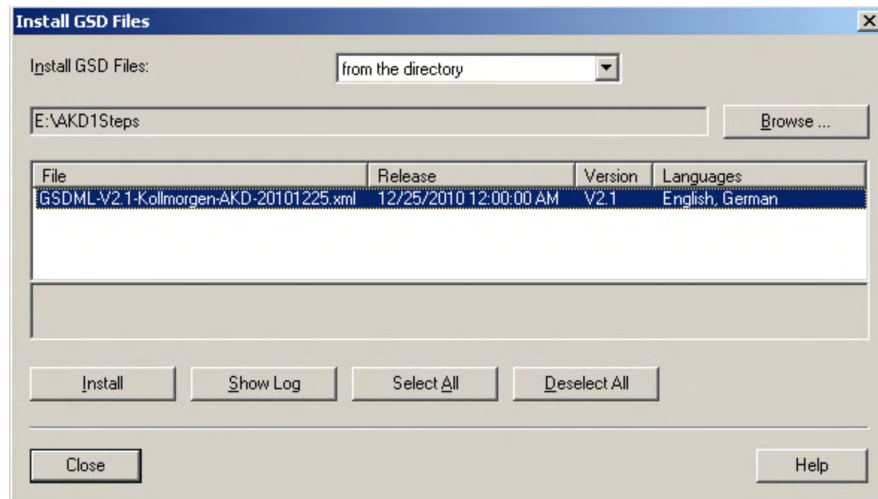 Install GSD Files
Install GSD Files: from the directory
E:\AKD1Steps Browse ...
File Release Version Languages
GSDML-V2.1-Kollmorgen-AKD-20101225.xml 12/25/2010 12:00:00 AM V2.1 English, German
Install Show Log Select All Deselect All
Close Help